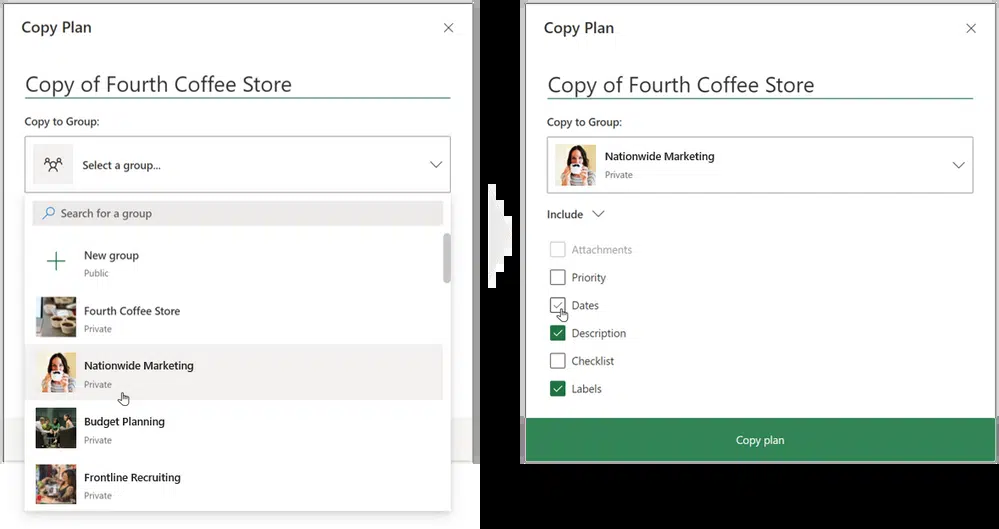 Copy Plan
Copy of Fourth Coffee Store
Copy to Group:
Select a group...
Search for a group
New group
Public
Fourth Coffee Store
Private
Nationwide Marketing
Private
Budget Planning
Private
Frontline Recruiting
Private
Copy Plan
Copy of Fourth Coffee Store
Copy to Group:
Nationwide Marketing
Private
Include
Attachments
Priority
Dates
Description
Checklist
Labels
Copy plan